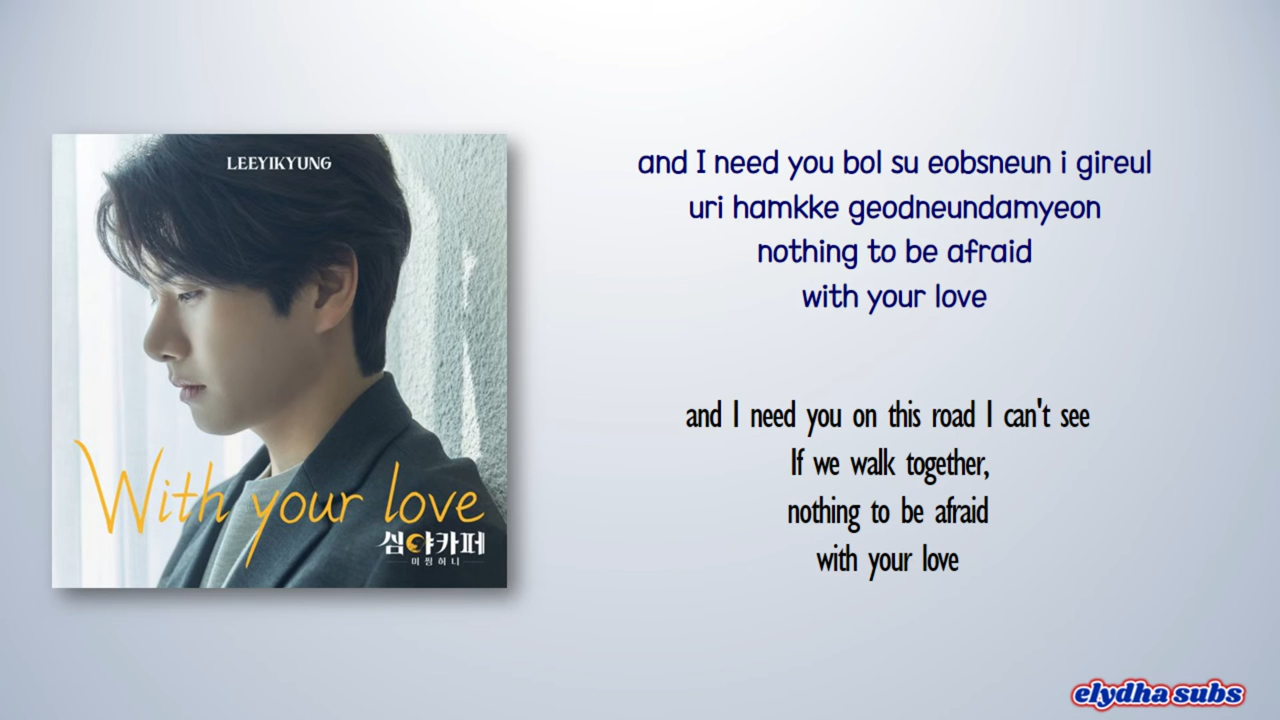 LEEYIKYUNG
With your love
심야카페
미씽허니
and I need you bol su eobsneun i gireul
uri hamkke geodneundamyeon
nothing to be afraid
with your love
and I need you on this road I can't see
If we walk together,
nothing to be afraid
with your love
elydha subs